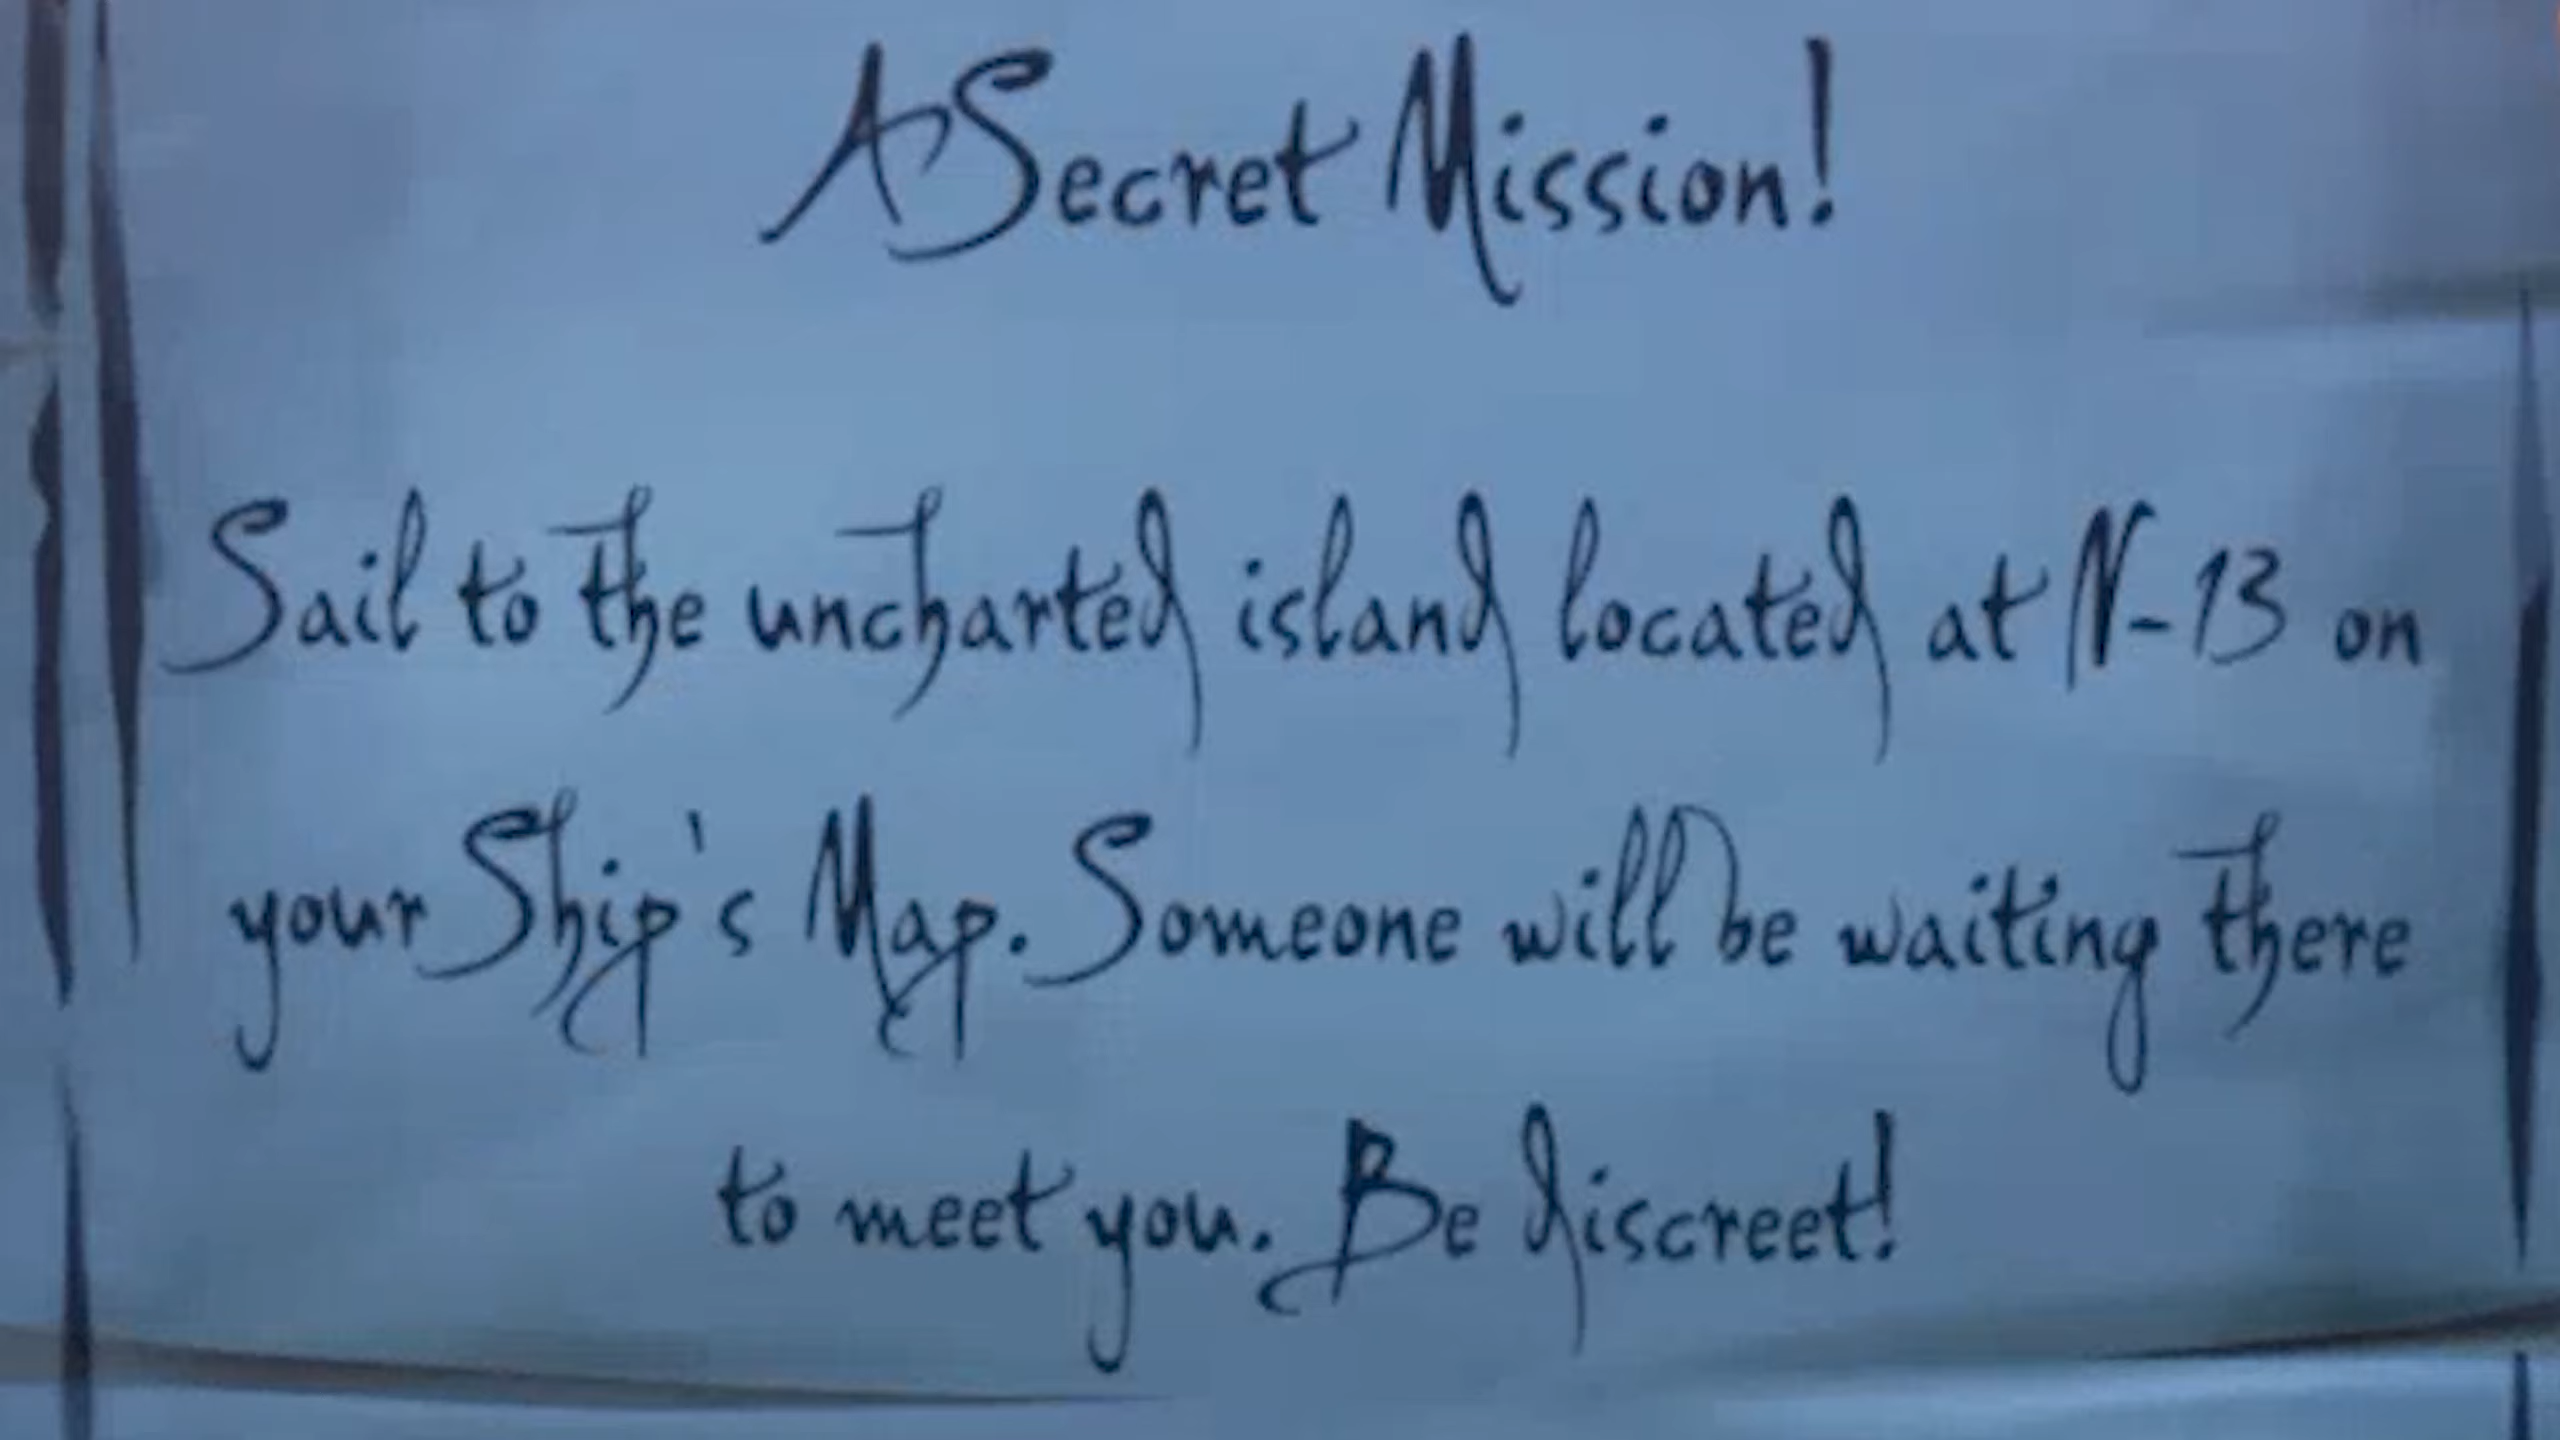 A Secret Mission!
Sail to the uncharted island located at N-13 on
your Ship's Map. Someone will be waiting there
to meet you. Be discreet!